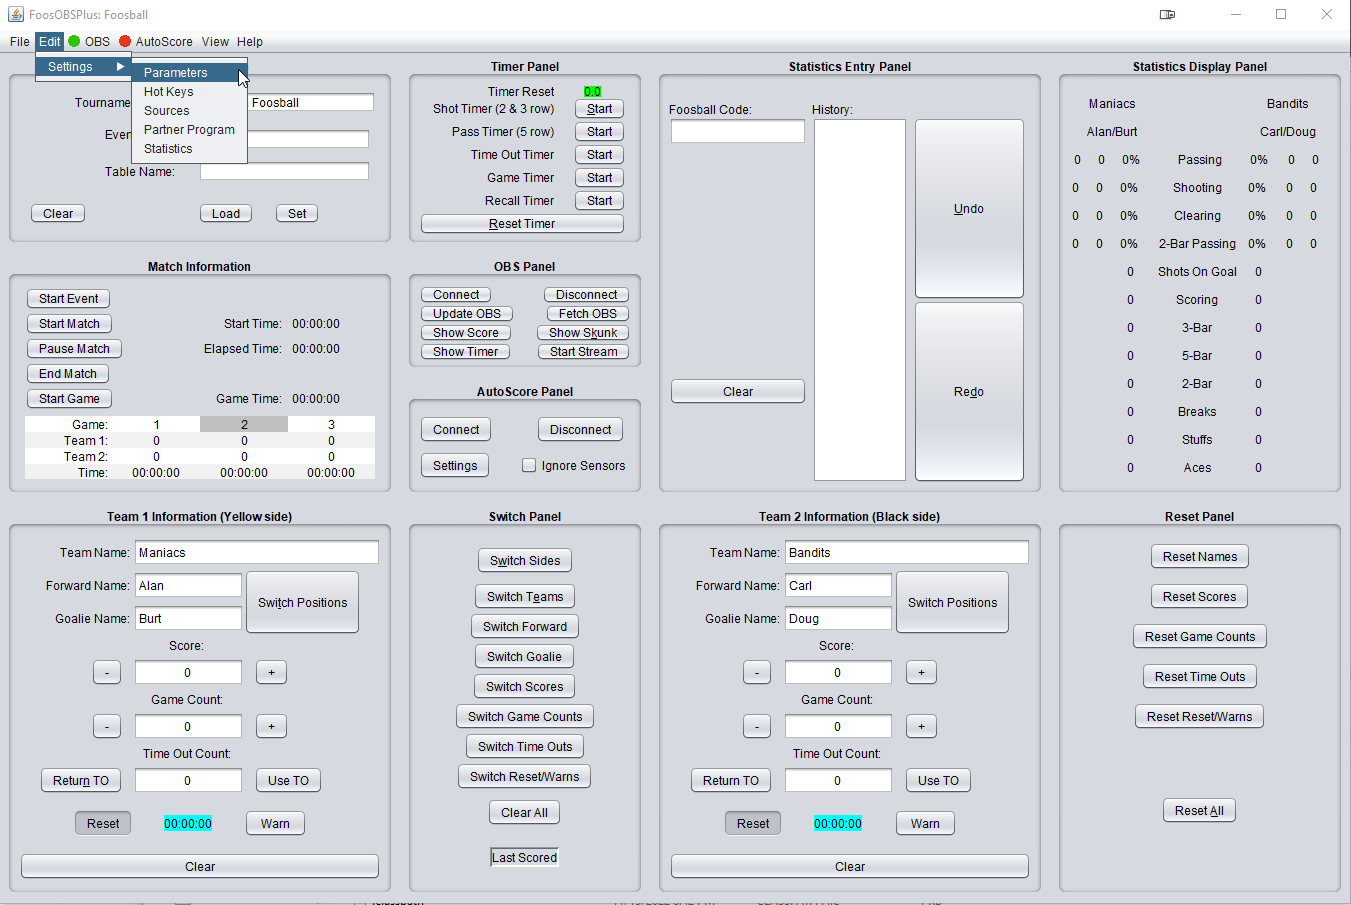 FoosOBSPlus: Foosball
File Edit OBS AutoScore View Help
Settings
Parameters
Hot Keys
Sources
Partner Program
Statistics
Foosball
Table Name:
Clear Load Set
Timer Panel
Timer Reset 0.0
Shot Timer (2 & 3 row) Start
Pass Timer (5 row) Start
Time Out Timer Start
Game Timer Start
Recall Timer Start
Reset Timer
Statistics Entry Panel
Foosball Code: History:
Undo
Redo
Clear
Statistics Display Panel
Maniacs Bandits
Alan/Burt Carl/Doug
0 0 0% Passing 0% 0 0
0 0 0% Shooting 0% 0 0
0 0 0% Clearing 0% 0 0
0 0 0% 2-Bar Passing 0% 0 0
0 Shots On Goal 0
0 Scoring 0
0 3-Bar 0
0 5-Bar 0
0 2-Bar 0
0 Breaks 0
0 Stuffs 0
0 Aces 0
Match Information
Start Event
Start Match Start Time: 00:00:00
Pause Match Elapsed Time: 00:00:00
End Match
Start Game Game Time: 00:00:00
Game: 1 2 3
Team 1: 0 0 0
Team 2: 0 0 0
Time: 00:00:00 00:00:00 00:00:00
OBS Panel
Connect Disconnect
Update OBS Fetch OBS
Show Score Show Skunk
Show Timer Start Stream
AutoScore Panel
Connect Disconnect
Settings Ignore Sensors
Team 1 Information (Yellow side)
Team Name: Maniacs
Forward Name: Alan
Goalie Name: Burt
Switch Positions
Score:
- 0 +
Game Count:
- 0 +
Time Out Count:
Return TO 0 Use TO
Reset 00:00:00 Warn
Clear
Switch Panel
Switch Sides
Switch Teams
Switch Forward
Switch Goalie
Switch Scores
Switch Game Counts
Switch Time Outs
Switch Reset/Warns
Clear All
Last Scored
Team 2 Information (Black side)
Team Name: Bandits
Forward Name: Carl
Goalie Name: Doug
Switch Positions
Score:
- 0 +
Game Count:
- 0 +
Time Out Count:
Return TO 0 Use TO
Reset 00:00:00 Warn
Clear
Reset Panel
Reset Names
Reset Scores
Reset Game Counts
Reset Time Outs
Reset Reset/Warns
Reset All